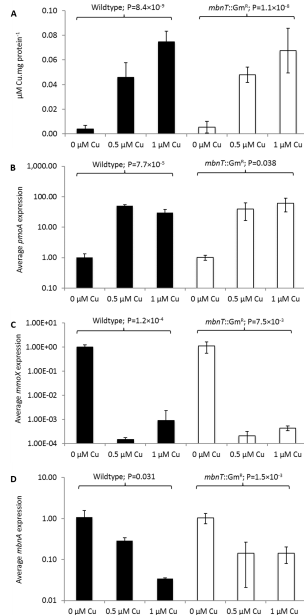 A
Wildtype; P=8.4×10⁻⁹ mbnT::Gmᴿ; P=1.1×10⁻⁸
µM Cu.mg protein⁻¹
0.10
0.08
0.06
0.04
0.02
0.00
0 µM Cu 0.5 µM Cu 1 µM Cu 0 µM Cu 0.5 µM Cu 1 µM Cu
B
Wildtype; P=7.7×10⁻⁵ mbnT::Gmᴿ; P=0.038
Average pmoA expression
1,000.00
100.00
10.00
1.00
0.10
0 µM Cu 0.5 µM Cu 1 µM Cu 0 µM Cu 0.5 µM Cu 1 µM Cu
C
Wildtype; P=1.2×10⁻⁴ mbnT::Gmᴿ; P=7.5×10⁻³
Average mmoX expression
1.00E+01
1.00E+00
1.00E-01
1.00E-02
1.00E-03
1.00E-04
0 µM Cu 0.5 µM Cu 1 µM Cu 0 µM Cu 0.5 µM Cu 1 µM Cu
D
Wildtype; P=0.031 mbnT::Gmᴿ; P=1.5×10⁻³
Average mbnA expression
10.00
1.00
0.10
0.01
0 µM Cu 0.5 µM Cu 1 µM Cu 0 µM Cu 0.5 µM Cu 1 µM Cu